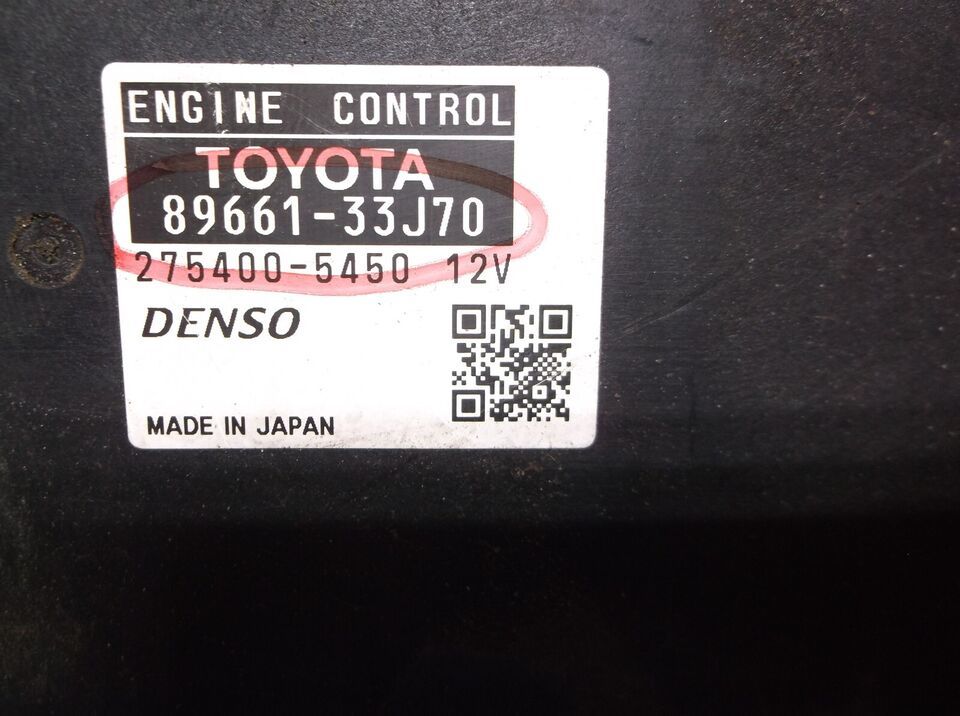 ENGINE CONTROL
TOYOTA
89661-33J70
275400-5450 12V
DENSO
MADE IN JAPAN